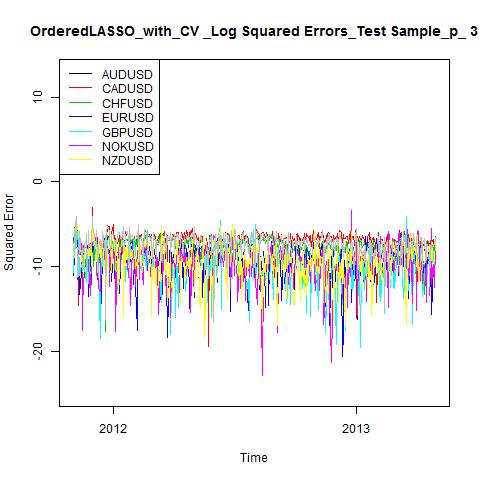 OrderedLASSO_with_CV _Log Squared Errors_Test Sample_p_ 3
AUDUSD
CADUSD
CHFUSD
EURUSD
GBPUSD
NOKUSD
NZDUSD
10
0
-10
-20
Squared Error
2012
2013
Time